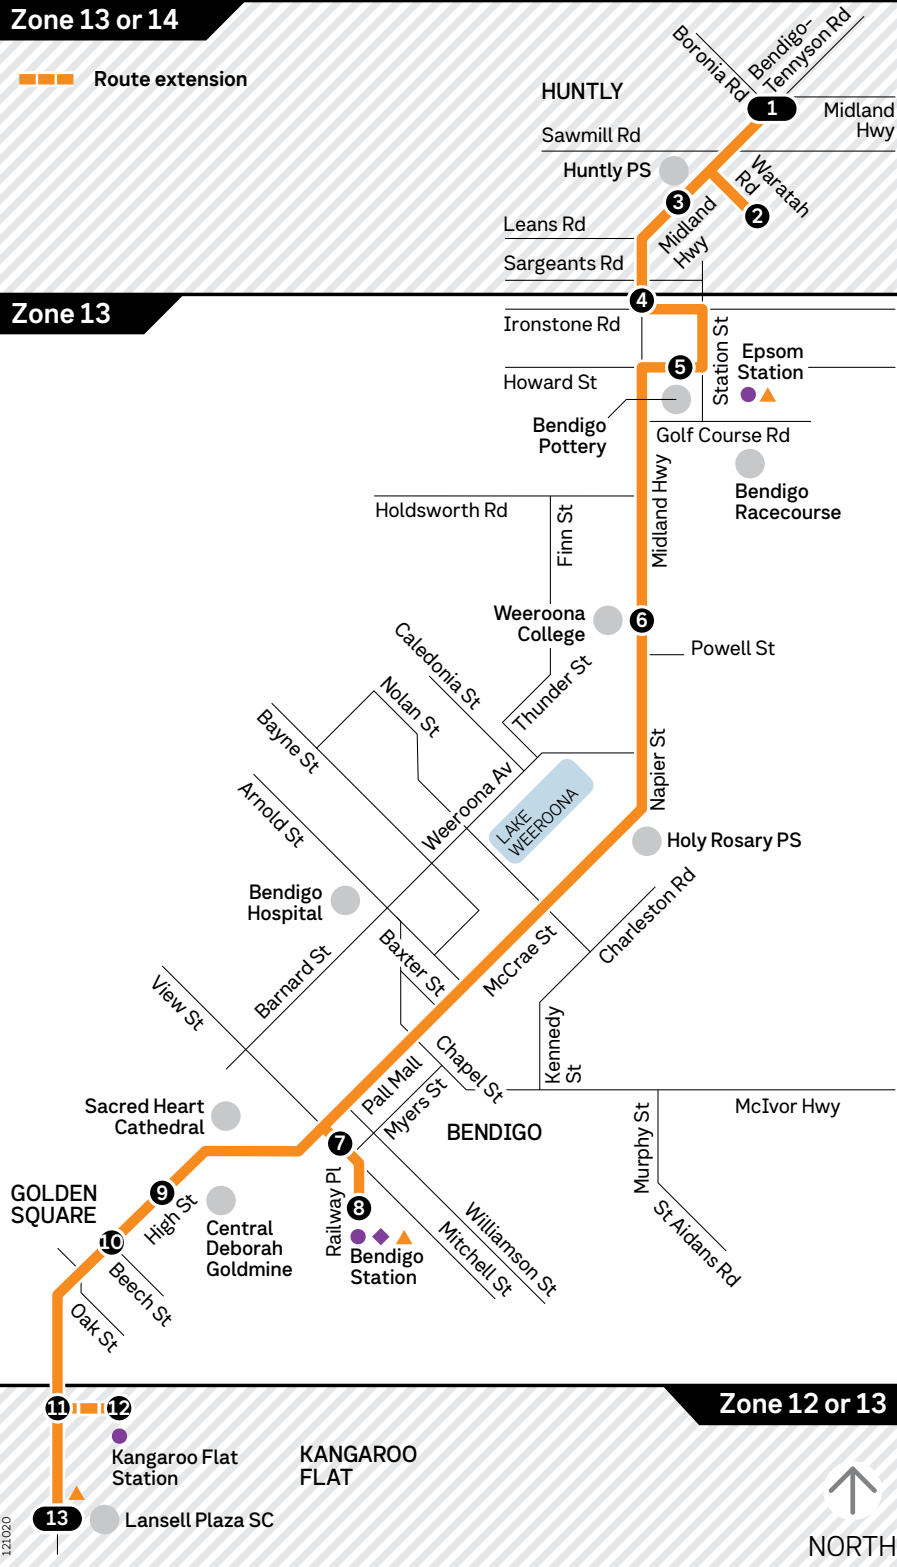 Zone 13 or 14
Route extension
Boronia Rd
Bendigo-
Tennyson Rd
HUNTLY
1
Midland
Hwy
Sawmill Rd
Huntly PS
Waratah
Rd
3
2
Leans Rd
Midland
Hwy
Sargeants Rd
Zone 13
4
Ironstone Rd
Station St
Epsom
Station
5
Howard St
Bendigo
Pottery
Golf Course Rd
Midland Hwy
Bendigo
Racecourse
Holdsworth Rd
Finn St
Weeroona
College
6
Powell St
Caledonia St
Thunder St
Nolan St
Bayne St
Napier St
Weeroona Av
LAKE
WEEROONA
Arnold St
Holy Rosary PS
Bendigo
Hospital
Charleston Rd
Baxter St
McCrae St
Barnard St
View St
Kennedy
St
Chapel St
Pall Mall
Myers St
Sacred Heart
Cathedral
BENDIGO
McIvor Hwy
Murphy St
7
Railway Pl
8
GOLDEN
SQUARE
9
High St
Central
Deborah
Goldmine
Bendigo
Station
Williamson St
Mitchell St
St Aidans Rd
10
Beech St
Oak St
Zone 12 or 13
11
12
Kangaroo Flat
Station
KANGAROO
FLAT
13
Lansell Plaza SC
121020
NORTH